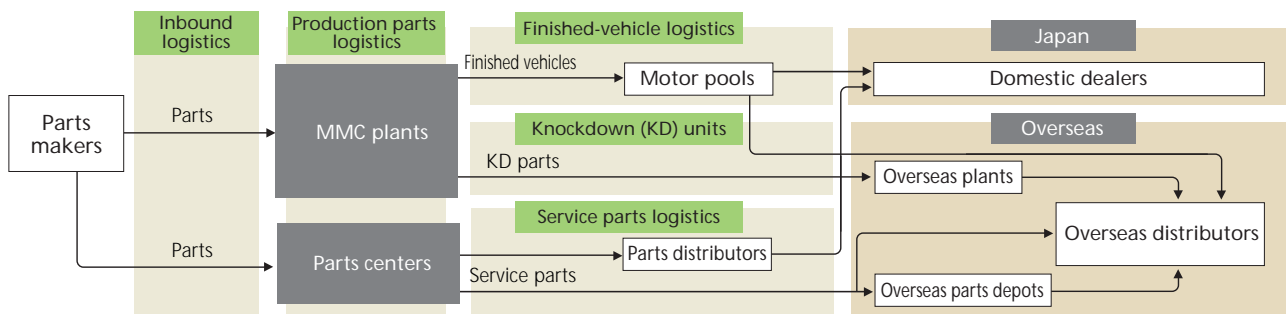 Inbound
logistics
Production parts
logistics
Finished-vehicle logistics
Japan
Finished vehicles
Motor pools
Domestic dealers
Parts
makers
Parts
MMC plants
Knockdown (KD) units
Overseas
KD parts
Overseas plants
Service parts logistics
Overseas distributors
Parts
Parts centers
Parts distributors
Service parts
Overseas parts depots